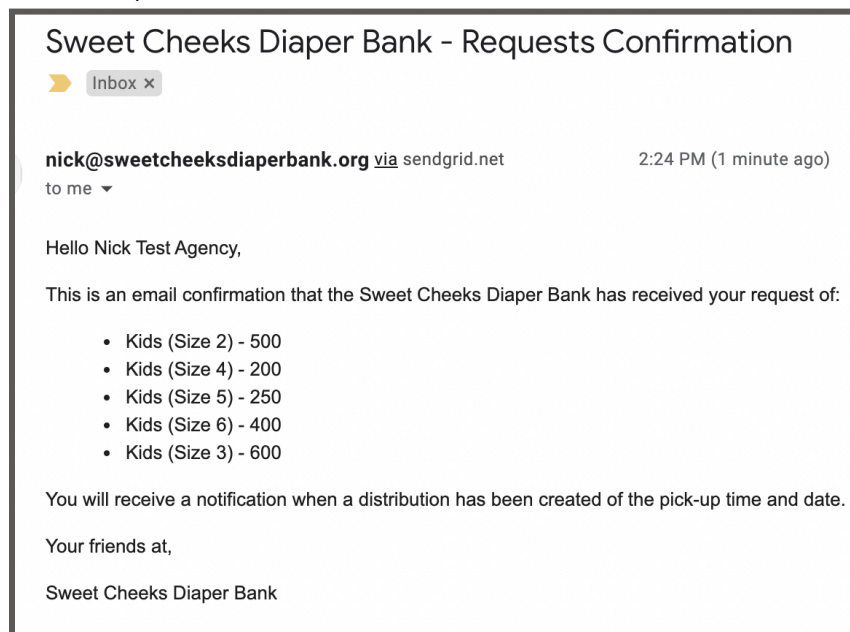 Sweet Cheeks Diaper Bank - Requests Confirmation
Inbox ×
nick@sweetcheeksdiaperbank.org via sendgrid.net 2:24 PM (1 minute ago)
to me
Hello Nick Test Agency,
This is an email confirmation that the Sweet Cheeks Diaper Bank has received your request of:
• Kids (Size 2) - 500
• Kids (Size 4) - 200
• Kids (Size 5) - 250
• Kids (Size 6) - 400
• Kids (Size 3) - 600
You will receive a notification when a distribution has been created of the pick-up time and date.
Your friends at,
Sweet Cheeks Diaper Bank